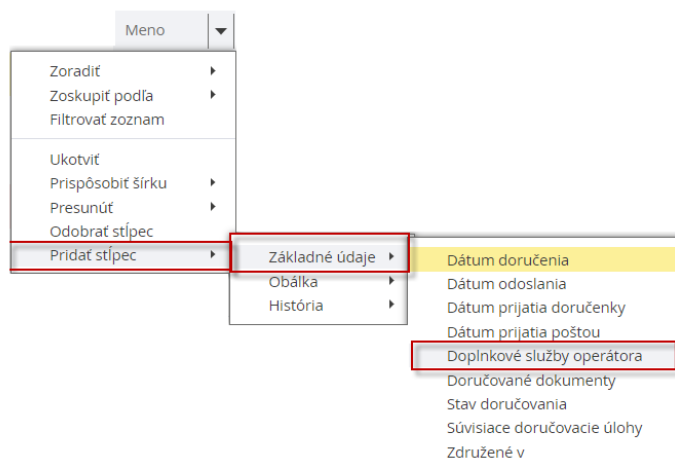 Meno
Zoradiť
Zoskupiť podľa
Filtrovať zoznam
Ukotviť
Prispôsobiť šírku
Presunúť
Odobrať stĺpec
Pridať stĺpec
Základné údaje
Obálka
História
Dátum doručenia
Dátum odoslania
Dátum prijatia doručenky
Dátum prijatia poštou
Doplnkové služby operátora
Doručované dokumenty
Stav doručovania
Súvisiace doručovacie úlohy
Združené v